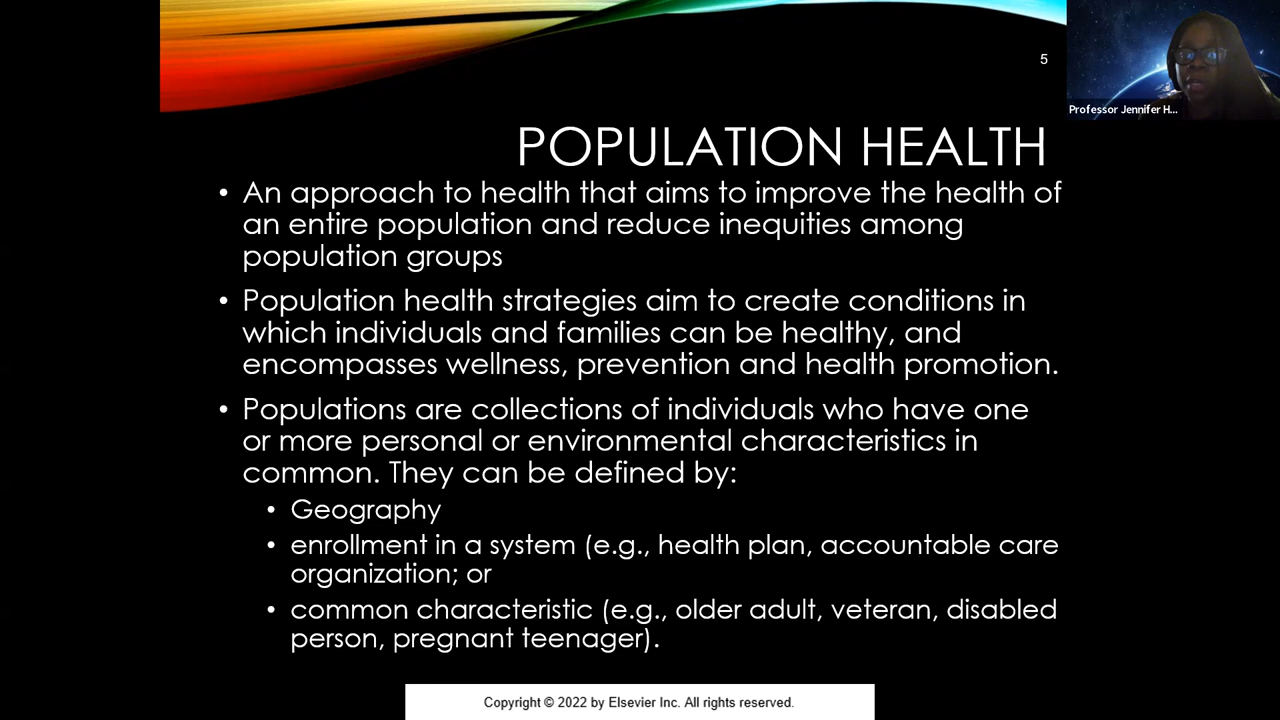 5
Professor Jennifer H...
POPULATION HEALTH
• An approach to health that aims to improve the health of
an entire population and reduce inequities among
population groups
• Population health strategies aim to create conditions in
which individuals and families can be healthy, and
encompasses wellness, prevention and health promotion.
• Populations are collections of individuals who have one
or more personal or environmental characteristics in
common. They can be defined by:
• Geography
• enrollment in a system (e.g., health plan, accountable care
organization; or
• common characteristic (e.g., older adult, veteran, disabled
person, pregnant teenager).
Copyright © 2022 by Elsevier Inc. All rights reserved.